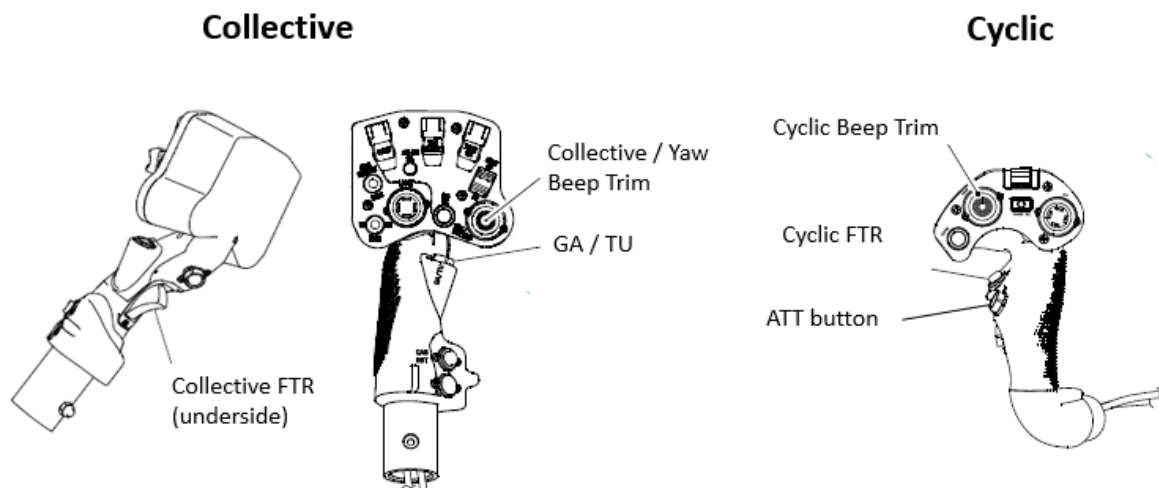 Collective
Cyclic
Collective / Yaw
Beep Trim
GA / TU
Collective FTR
(underside)
Cyclic Beep Trim
Cyclic FTR
ATT button